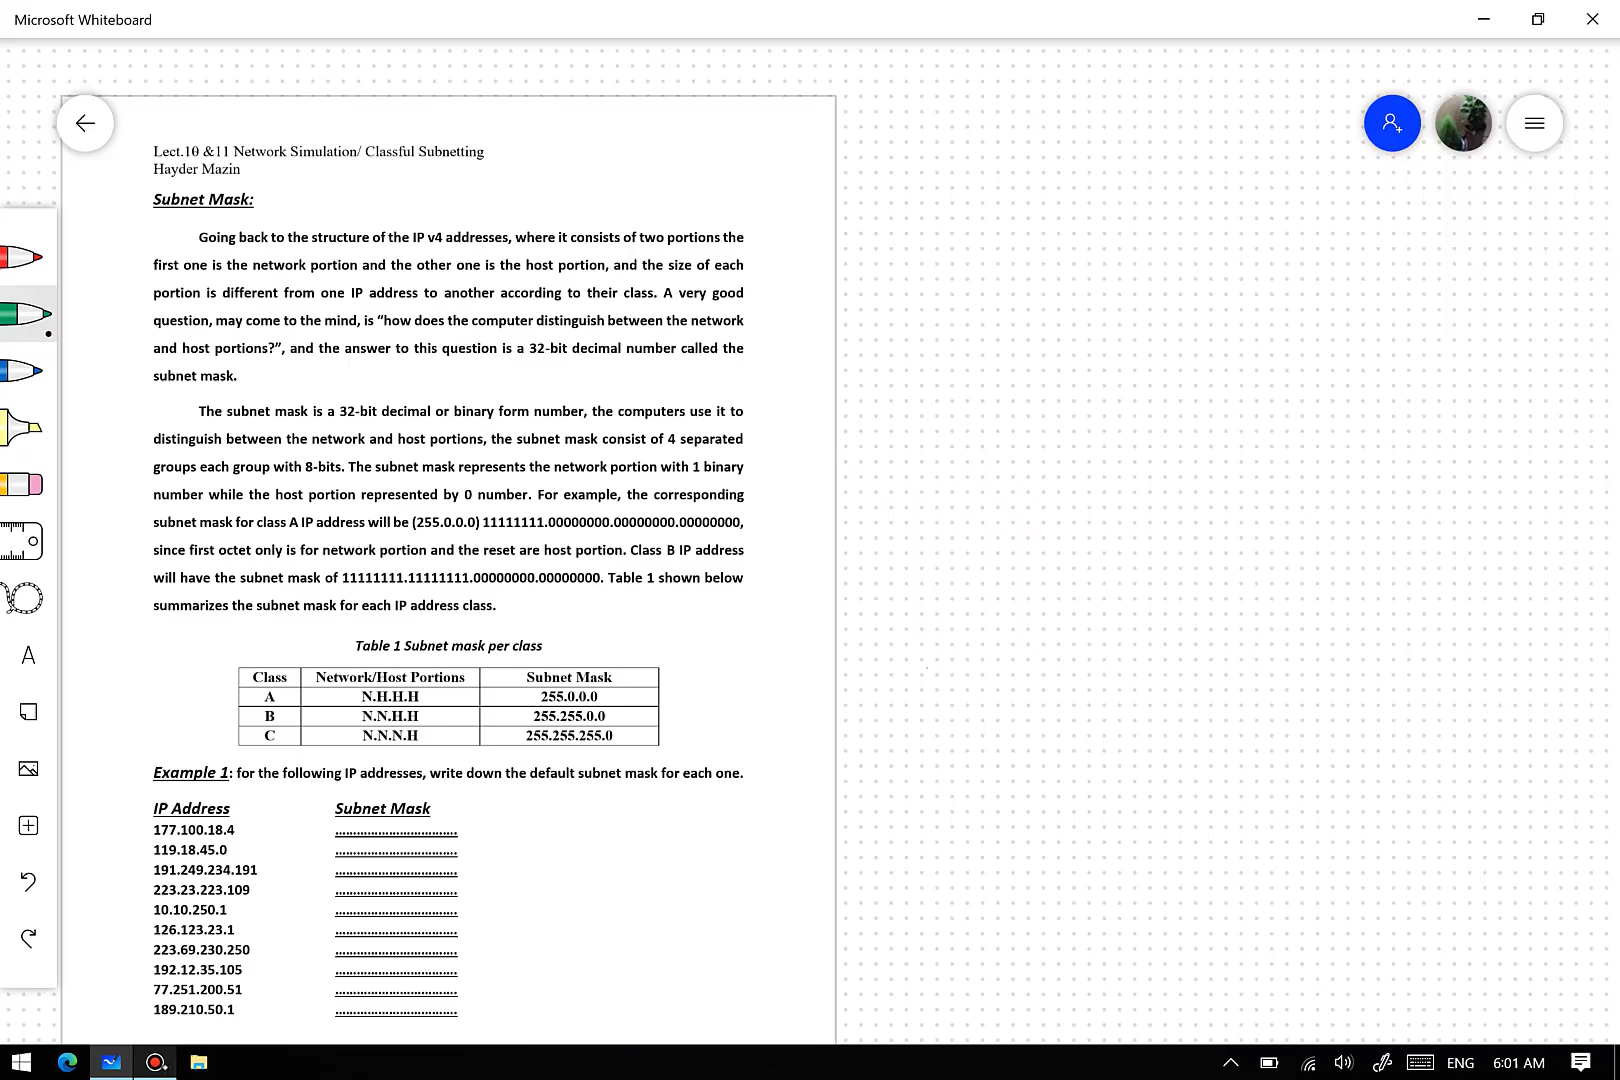 Microsoft Whiteboard
Lect.10 &11 Network Simulation/ Classful Subnetting
Hayder Mazin
Subnet Mask:
Going back to the structure of the IP v4 addresses, where it consists of two portions the
first one is the network portion and the other one is the host portion, and the size of each
portion is different from one IP address to another according to their class. A very good
question, may come to the mind, is “how does the computer distinguish between the network
and host portions?”, and the answer to this question is a 32-bit decimal number called the
subnet mask.
The subnet mask is a 32-bit decimal or binary form number, the computers use it to
distinguish between the network and host portions, the subnet mask consist of 4 separated
groups each group with 8-bits. The subnet mask represents the network portion with 1 binary
number while the host portion represented by 0 number. For example, the corresponding
subnet mask for class A IP address will be (255.0.0.0) 11111111.00000000.00000000.00000000,
since first octet only is for network portion and the reset are host portion. Class B IP address
will have the subnet mask of 11111111.11111111.00000000.00000000. Table 1 shown below
summarizes the subnet mask for each IP address class.
Table 1 Subnet mask per class
Class Network/Host Portions Subnet Mask
A N.H.H.H 255.0.0.0
B N.N.H.H 255.255.0.0
C N.N.N.H 255.255.255.0
Example 1: for the following IP addresses, write down the default subnet mask for each one.
IP Address Subnet Mask
177.100.18.4 ..................................
119.18.45.0 ..................................
191.249.234.191 ..................................
223.23.223.109 ..................................
10.10.250.1 ..................................
126.123.23.1 ..................................
223.69.230.250 ..................................
192.12.35.105 ..................................
77.251.200.51 ..................................
189.210.50.1 ..................................
A
ENG 6:01 AM